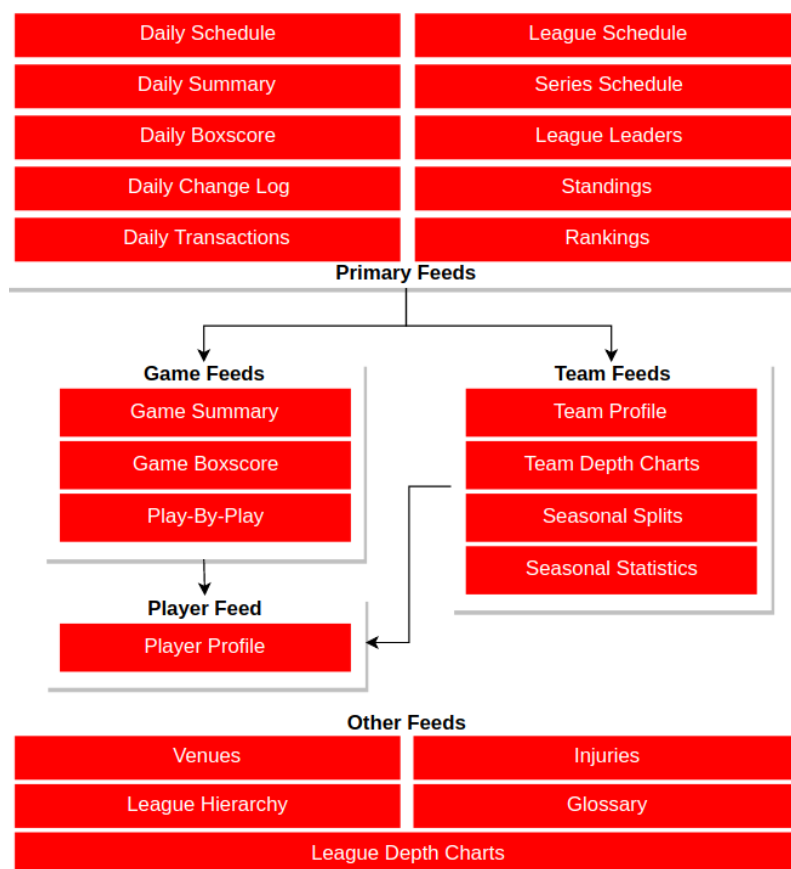 Daily Schedule
League Schedule
Daily Summary
Series Schedule
Daily Boxscore
League Leaders
Daily Change Log
Standings
Daily Transactions
Rankings
Primary Feeds
Game Feeds
Game Summary
Game Boxscore
Play-By-Play
Team Feeds
Team Profile
Team Depth Charts
Seasonal Splits
Seasonal Statistics
Player Feed
Player Profile
Other Feeds
Venues
Injuries
League Hierarchy
Glossary
League Depth Charts